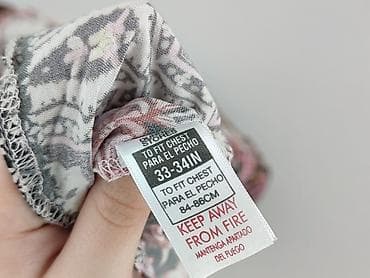 TO FIT CHEST
PARA EL PECHO
33-34IN
TO FIT CHEST
PARA EL PECHO
84-86CM
KEEP AWAY
FROM FIRE
MANTENGA APARTADO
DEL FUEGO